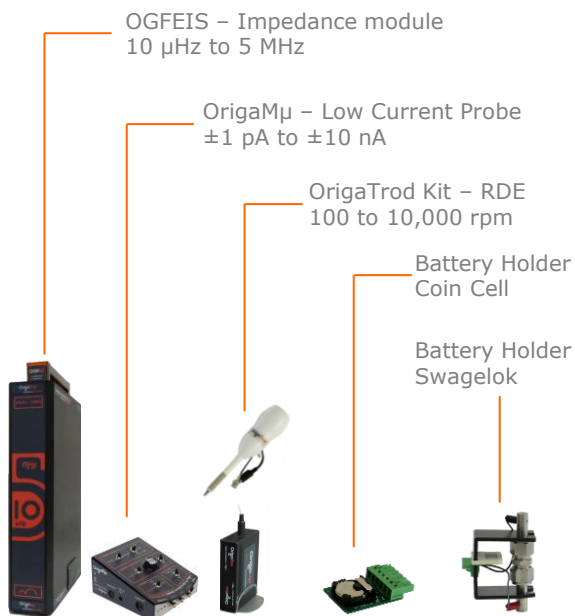 OGFEIS – Impedance module
10 µHz to 5 MHz
OrigaMµ – Low Current Probe
±1 pA to ±10 nA
OrigaTrod Kit – RDE
100 to 10,000 rpm
Battery Holder
Coin Cell
Battery Holder
Swagelok